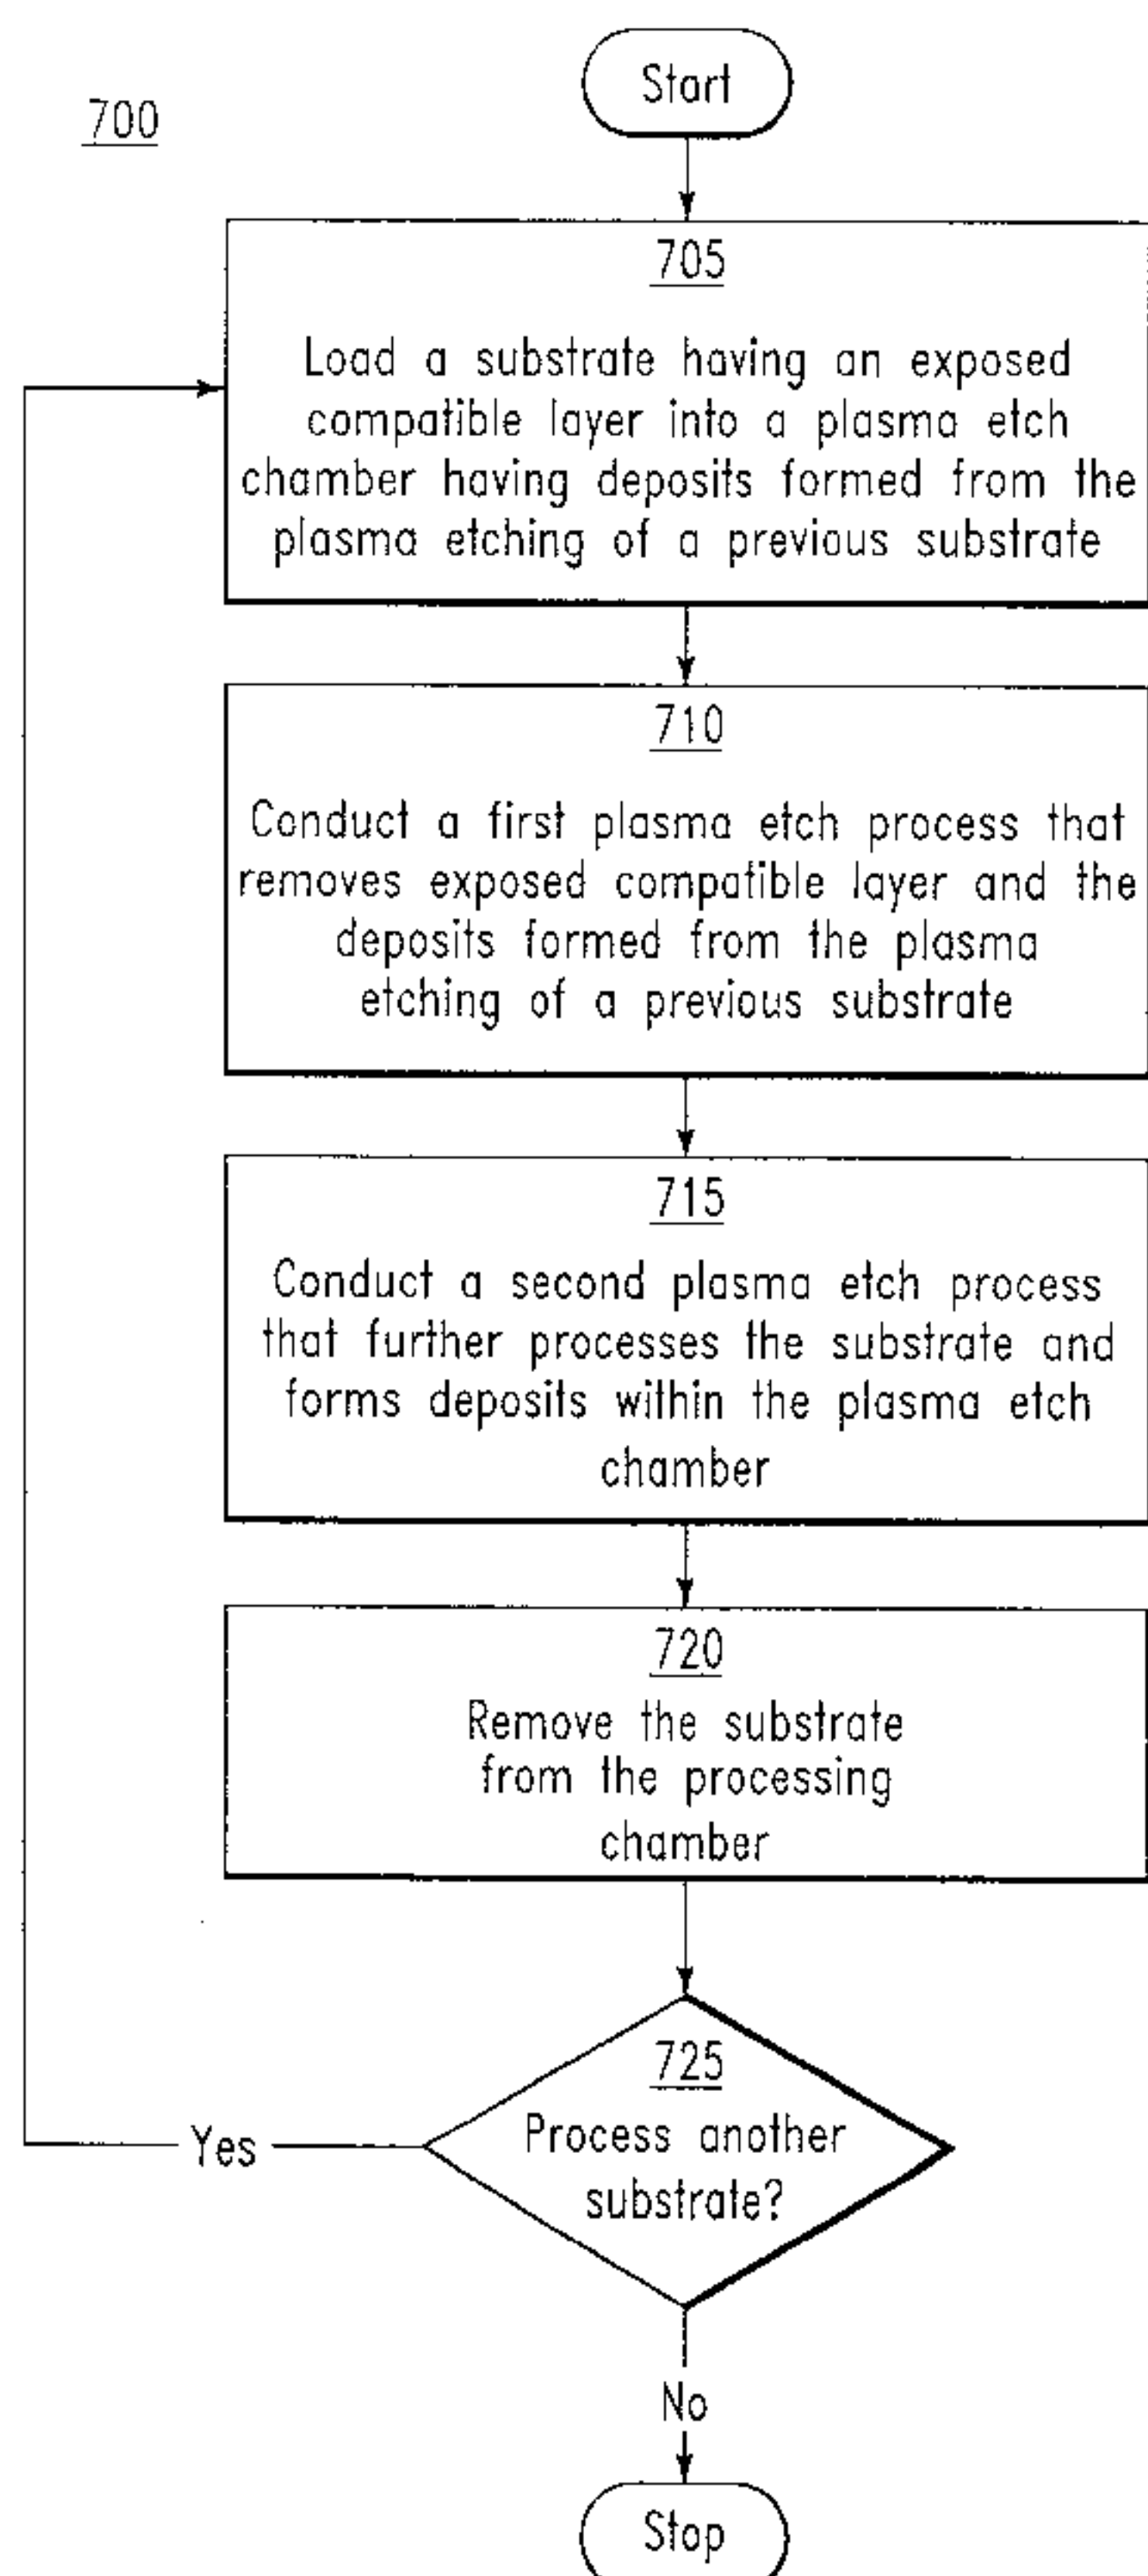 Start
700
705
Load a substrate having an exposed
compatible layer into a plasma etch
chamber having deposits formed from the
plasma etching of a previous substrate
710
Conduct a first plasma etch process that
removes exposed compatible layer and the
deposits formed from the plasma
etching of a previous substrate
715
Conduct a second plasma etch process
that further processes the substrate and
forms deposits within the plasma etch
chamber
720
Remove the substrate
from the processing
chamber
725
Process another
substrate?
Yes
No
Stop